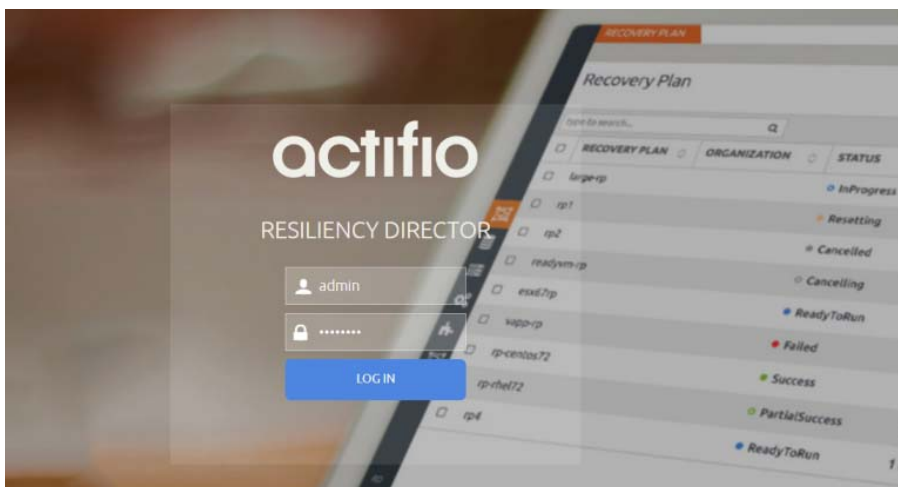 actifio
RESILIENCY DIRECTOR
admin
••••••••
LOG IN
RECOVERY PLAN
Recovery Plan
type to search...
RECOVERY PLAN ORGANIZATION STATUS
large-rp InProgress
rp1 Resetting
rp2 Cancelled
readyvm-rp Cancelling
esx67rp ReadyToRun
vapp-rp Failed
rp-centos72 Success
rp-rhel72 PartialSuccess
rp4 ReadyToRun 1